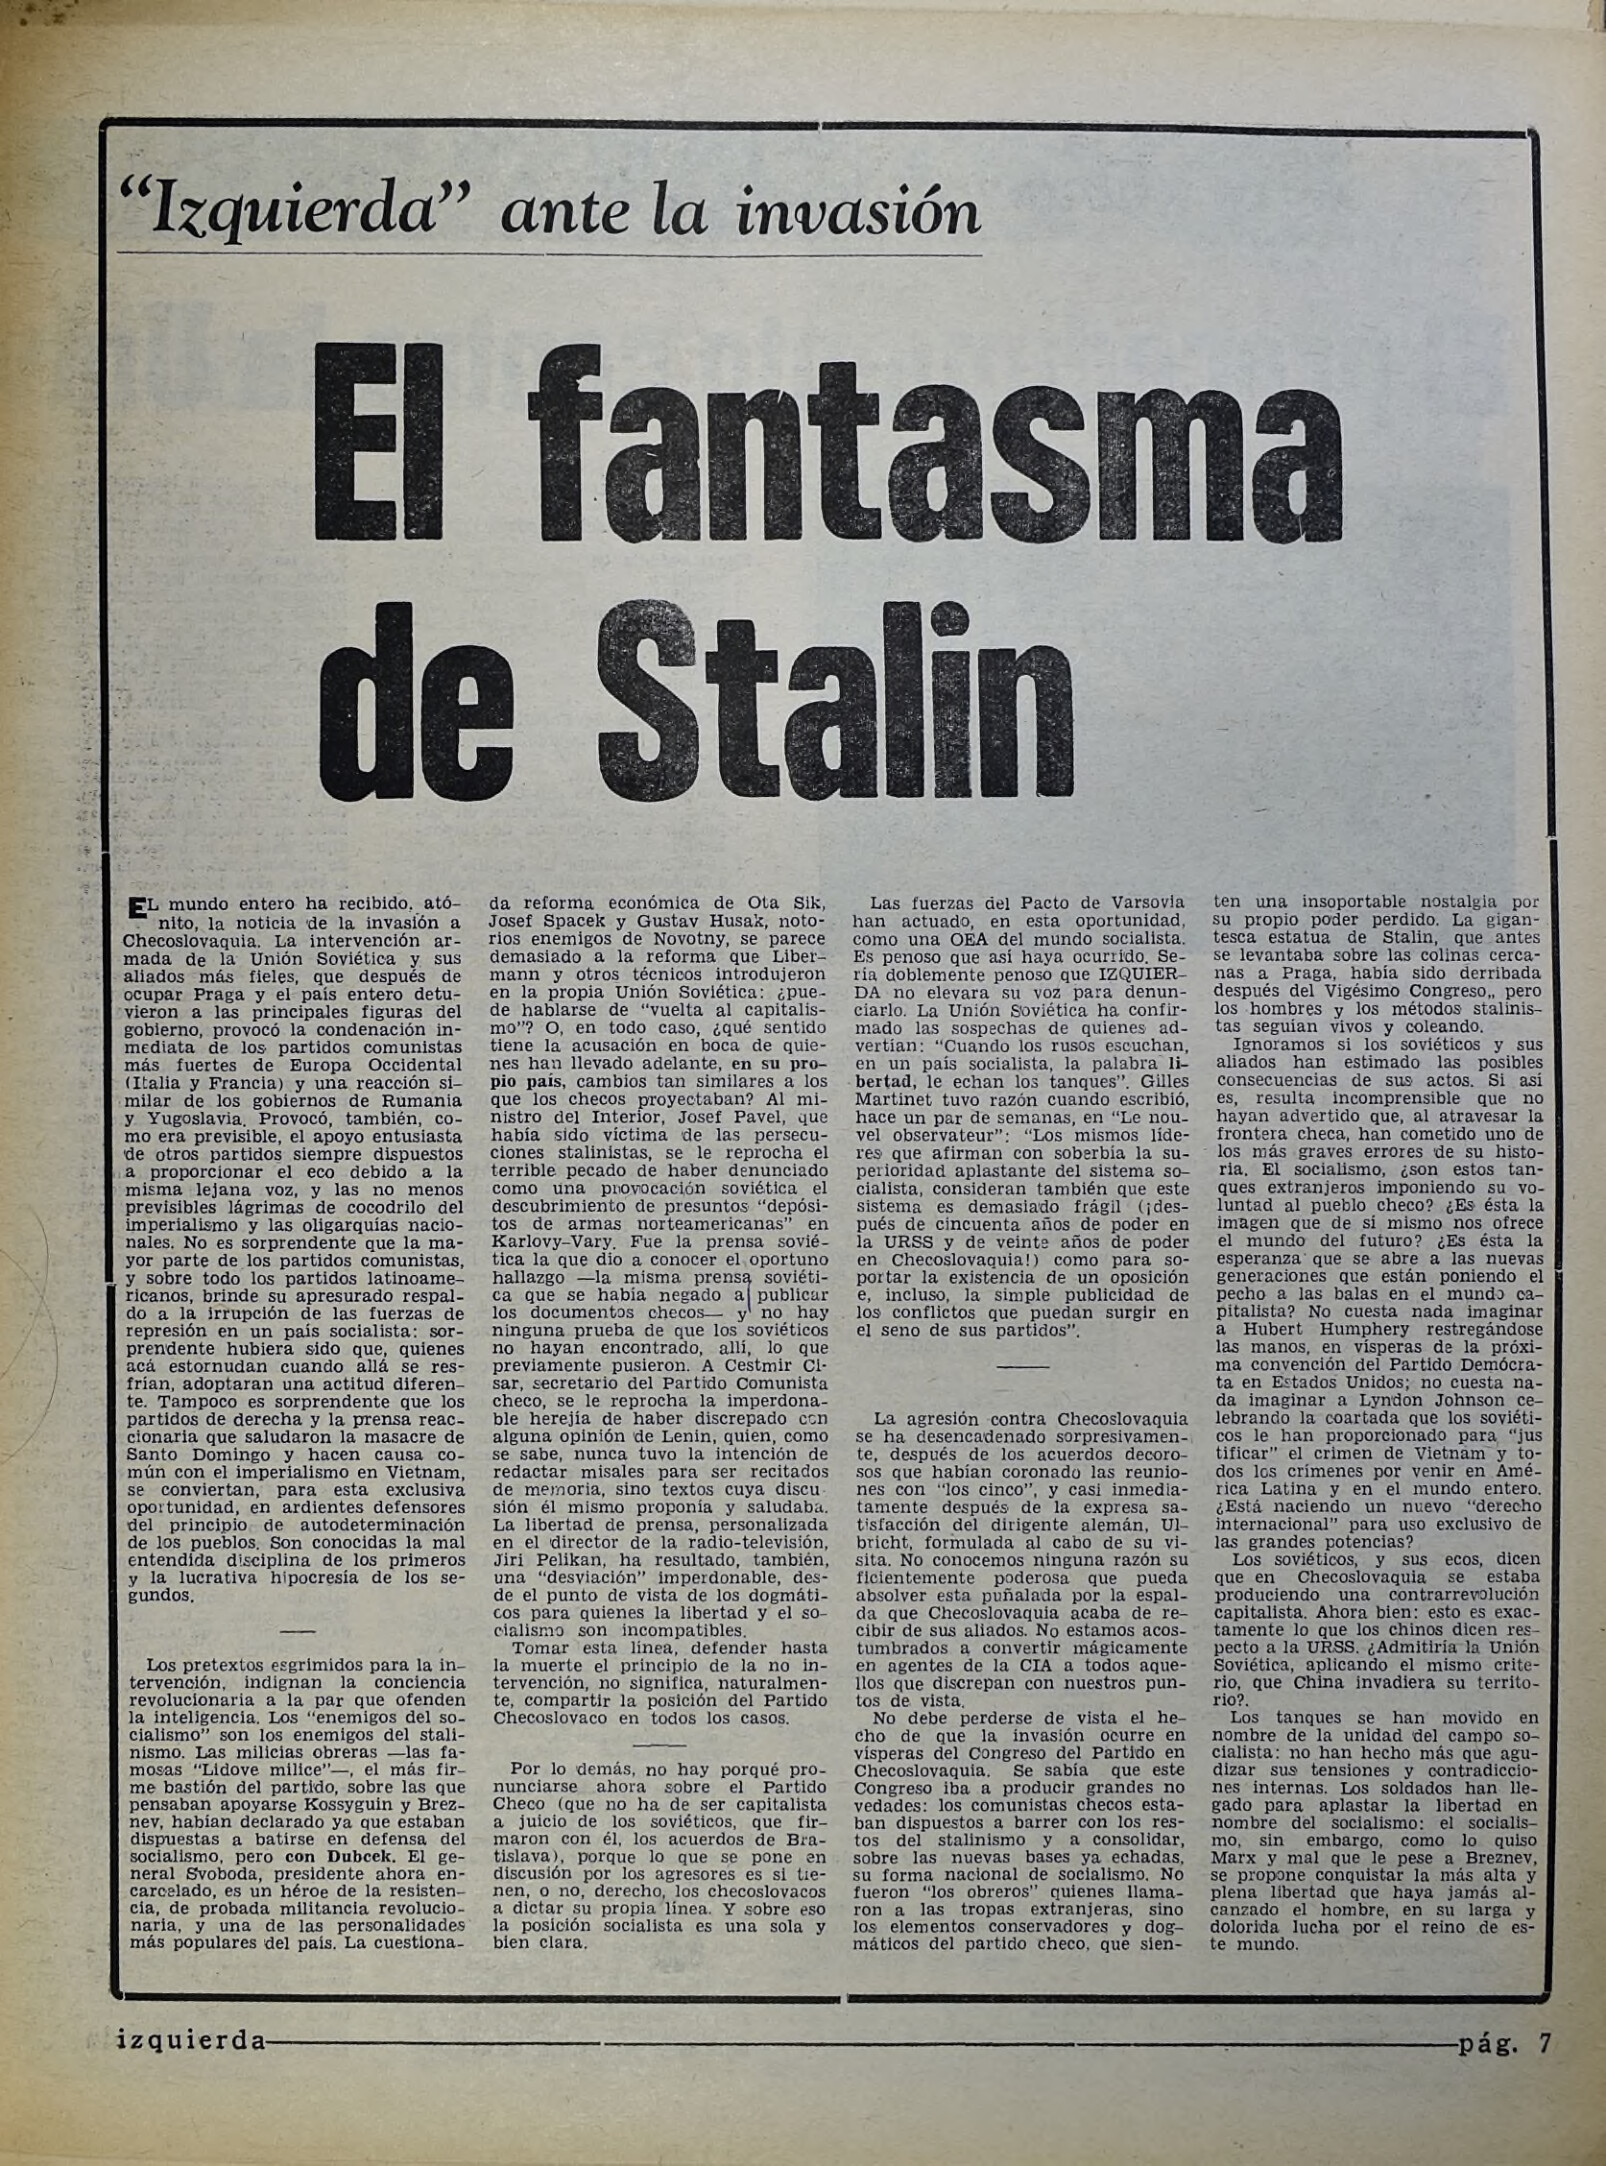 “Izquierda” ante la invasión
El fantasma
de Stalin
EL mundo entero ha recibido, ató-
nito, la noticia de la invasión a
Checoslovaquia. La intervención ar-
mada de la Unión Soviética y sus
aliados más fieles, que después de
ocupar Praga y el país entero detu-
vieron a las principales figuras del
gobierno, provocó la condenación in-
mediata de los partidos comunistas
más fuertes de Europa Occidental
(Italia y Francia) y una reacción si-
milar de los gobiernos de Rumania
y Yugoslavia. Provocó, también, co-
mo era previsible, el apoyo entusiasta
de otros partidos siempre dispuestos
a proporcionar el eco debido a la
misma lejana voz, y las no menos
previsibles lágrimas de cocodrilo del
imperialismo y las oligarquías nacio-
nales. No es sorprendente que la ma-
yor parte de los partidos comunistas,
y sobre todo los partidos latinoame-
ricanos, brinde su apresurado respal-
do a la irrupción de las fuerzas de
represión en un país socialista: sor-
prendente hubiera sido que, quienes
acá estornudan cuando allá se res-
frían, adoptaran una actitud diferen-
te. Tampoco es sorprendente que los
partidos de derecha y la prensa reac-
cionaria que saludaron la masacre de
Santo Domingo y hacen causa co-
mún con el imperialismo en Vietnam,
se conviertan, para esta exclusiva
oportunidad, en ardientes defensores
del principio de autodeterminación
de los pueblos. Son conocidas la mal
entendida disciplina de los primeros
y la lucrativa hipocresía de los se-
gundos.
Los pretextos esgrimidos para la in-
tervención, indignan la conciencia
revolucionaria a la par que ofenden
la inteligencia. Los “enemigos del so-
cialismo” son los enemigos del stali-
nismo. Las milicias obreras —las fa-
mosas “Lidove milice”—, el más fir-
me bastión del partido, sobre las que
pensaban apoyarse Kossyguin y Brez-
nev, habían declarado ya que estaban
dispuestas a batirse en defensa del
socialismo, pero con Dubcek. El ge-
neral Svoboda, presidente ahora en-
carcelado, es un héroe de la resisten-
cia, de probada militancia revolucio-
naria, y una de las personalidades
más populares del país. La cuestiona-
da reforma económica de Ota Sik,
Josef Spacek y Gustav Husak, noto-
rios enemigos de Novotny, se parece
demasiado a la reforma que Liber-
mann y otros técnicos introdujeron
en la propia Unión Soviética: ¿pue-
de hablarse de “vuelta al capitalis-
mo”? O, en todo caso, ¿qué sentido
tiene la acusación en boca de quie-
nes han llevado adelante, en su pro-
pio país, cambios tan similares a los
que los checos proyectaban? Al mi-
nistro del Interior, Josef Pavel, que
había sido víctima de las persecu-
ciones stalinistas, se le reprocha el
terrible pecado de haber denunciado
como una provocación soviética el
descubrimiento de presuntos “depósi-
tos de armas norteamericanas” en
Karlovy-Vary. Fue la prensa sovié-
tica la que dio a conocer el oportuno
hallazgo —la misma prensa soviéti-
ca que se había negado a publicar
los documentos checos— y no hay
ninguna prueba de que los soviéticos
no hayan encontrado, allí, lo que
previamente pusieron. A Cestmir Ci-
sar, secretario del Partido Comunista
checo, se le reprocha la imperdona-
ble herejía de haber discrepado con
alguna opinión de Lenin, quien, como
se sabe, nunca tuvo la intención de
redactar misales para ser recitados
de memoria, sino textos cuya discu
sión él mismo proponía y saludaba.
La libertad de prensa, personalizada
en el director de la radio-televisión,
Jiri Pelikan, ha resultado, también,
una “desviación” imperdonable, des-
de el punto de vista de los dogmáti-
cos para quienes la libertad y el so-
cialismo son incompatibles.
Tomar esta línea, defender hasta
la muerte el principio de la no in-
tervención, no significa, naturalmen-
te, compartir la posición del Partido
Checoslovaco en todos los casos.
Por lo demás, no hay porqué pro-
nunciarse ahora sobre el Partido
Checo (que no ha de ser capitalista
a juicio de los soviéticos, que fir-
maron con él, los acuerdos de Bra-
tislava), porque lo que se pone en
discusión por los agresores es si tie-
nen, o no, derecho, los checoslovacos
a dictar su propia línea. Y sobre eso
la posición socialista es una sola y
bien clara.
Las fuerzas del Pacto de Varsovia
han actuado, en esta oportunidad,
como una OEA del mundo socialista.
Es penoso que así haya ocurrido. Se-
ría doblemente penoso que IZQUIER-
DA no elevara su voz para denun-
ciarlo. La Unión Soviética ha confir-
mado las sospechas de quienes ad-
vertían: “Cuando los rusos escuchan,
en un país socialista, la palabra li-
bertad, le echan los tanques”. Gilles
Martinet tuvo razón cuando escribió,
hace un par de semanas, en “Le nou-
vel observateur”: “Los mismos líde-
res que afirman con soberbia la su-
perioridad aplastante del sistema so-
cialista, consideran también que este
sistema es demasiado frágil (¡des-
pués de cincuenta años de poder en
la URSS y de veinte años de poder
en Checoslovaquia!) como para so-
portar la existencia de un oposición
e, incluso, la simple publicidad de
los conflictos que puedan surgir en
el seno de sus partidos”.
La agresión contra Checoslovaquia
se ha desencadenado sorpresivamen-
te, después de los acuerdos decoro-
sos que habían coronado las reunio-
nes con “los cinco”, y casi inmedia-
tamente después de la expresa sa-
tisfacción del dirigente alemán, Ul-
bricht, formulada al cabo de su vi-
sita. No conocemos ninguna razón su
ficientemente poderosa que pueda
absolver esta puñalada por la espal-
da que Checoslovaquia acaba de re-
cibir de sus aliados. No estamos acos-
tumbrados a convertir mágicamente
en agentes de la CIA a todos aque-
llos que discrepan con nuestros pun-
tos de vista.
No debe perderse de vista el he-
cho de que la invasión ocurre en
vísperas del Congreso del Partido en
Checoslovaquia. Se sabía que este
Congreso iba a producir grandes no
vedades: los comunistas checos esta-
ban dispuestos a barrer con los res-
tos del stalinismo y a consolidar,
sobre las nuevas bases ya echadas,
su forma nacional de socialismo. No
fueron “los obreros” quienes llama-
ron a las tropas extranjeras, sino
los elementos conservadores y dog-
máticos del partido checo, que sien-
ten una insoportable nostalgia por
su propio poder perdido. La gigan-
tesca estatua de Stalin, que antes
se levantaba sobre las colinas cerca-
nas a Praga, había sido derribada
después del Vigésimo Congreso,, pero
los hombres y los métodos stalinis-
tas seguían vivos y coleando.
Ignoramos si los soviéticos y sus
aliados han estimado las posibles
consecuencias de sus actos. Si así
es, resulta incomprensible que no
hayan advertido que, al atravesar la
frontera checa, han cometido uno de
los más graves errores de su histo-
ria. El socialismo, ¿son estos tan-
ques extranjeros imponiendo su vo-
luntad al pueblo checo? ¿Es ésta la
imagen que de sí mismo nos ofrece
el mundo del futuro? ¿Es ésta la
esperanza que se abre a las nuevas
generaciones que están poniendo el
pecho a las balas en el mundo ca-
pitalista? No cuesta nada imaginar
a Hubert Humphery restregándose
las manos, en vísperas de la próxi-
ma convención del Partido Demócra-
ta en Estados Unidos; no cuesta na-
da imaginar a Lyndon Johnson ce-
lebrando la coartada que los soviéti-
cos le han proporcionado para “jus
tificar” el crimen de Vietnam y to-
dos los crímenes por venir en Amé-
rica Latina y en el mundo entero.
¿Está naciendo un nuevo “derecho
internacional” para uso exclusivo de
las grandes potencias?
Los soviéticos, y sus ecos, dicen
que en Checoslovaquia se estaba
produciendo una contrarrevolución
capitalista. Ahora bien: esto es exac-
tamente lo que los chinos dicen res-
pecto a la URSS. ¿Admitiría la Unión
Soviética, aplicando el mismo crite-
rio, que China invadiera su territo-
rio?.
Los tanques se han movido en
nombre de la unidad del campo so-
cialista: no han hecho más que agu-
dizar sus tensiones y contradiccio-
nes internas. Los soldados han lle-
gado para aplastar la libertad en
nombre del socialismo: el socialis-
mo, sin embargo, como lo quiso
Marx y mal que le pese a Breznev,
se propone conquistar la más alta y
plena libertad que haya jamás al-
canzado el hombre, en su larga y
dolorida lucha por el reino de es-
te mundo.
izquierda
pág. 7